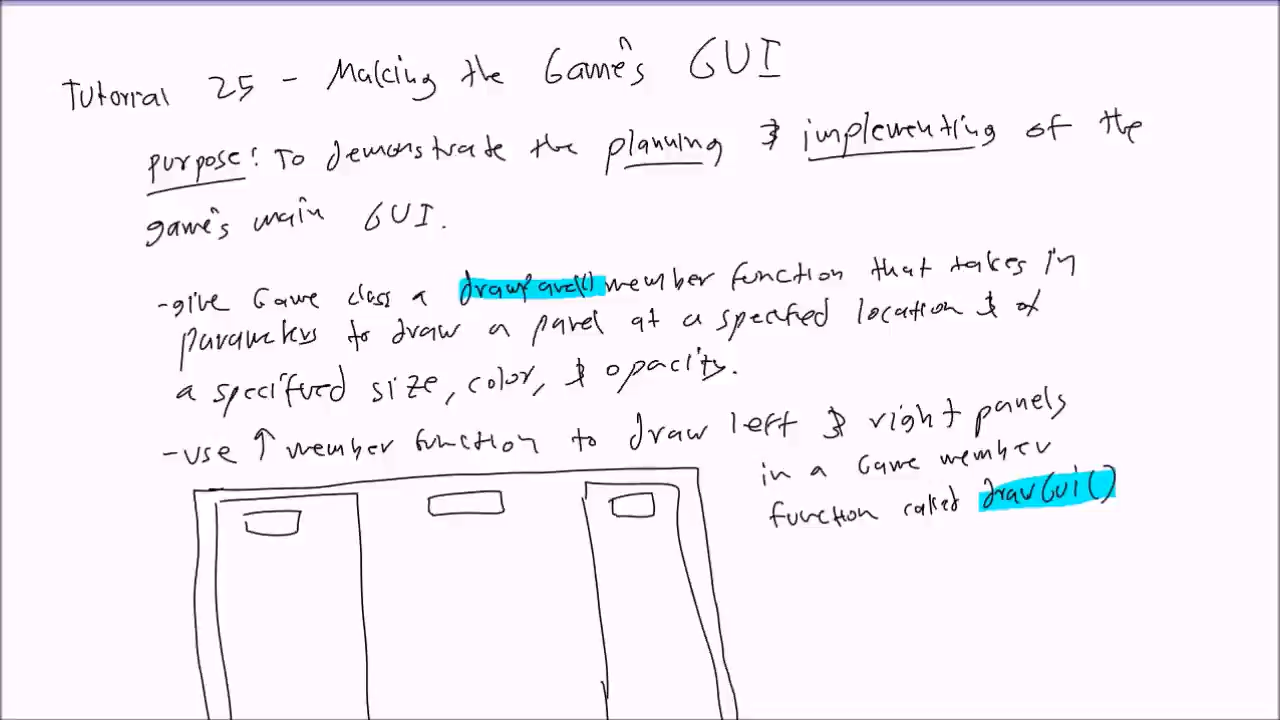 Tutorial 25 - Making the Game's GUI
purpose: To demonstrate the planning & implementing of the
game's main GUI.
-give Game class a drawPanel() member function that takes in
parameters to draw a panel at a specified location & of
a specified size, color, & opacity.
-use ↑ member function to draw left & right panels
in a Game member
function called drawGui()